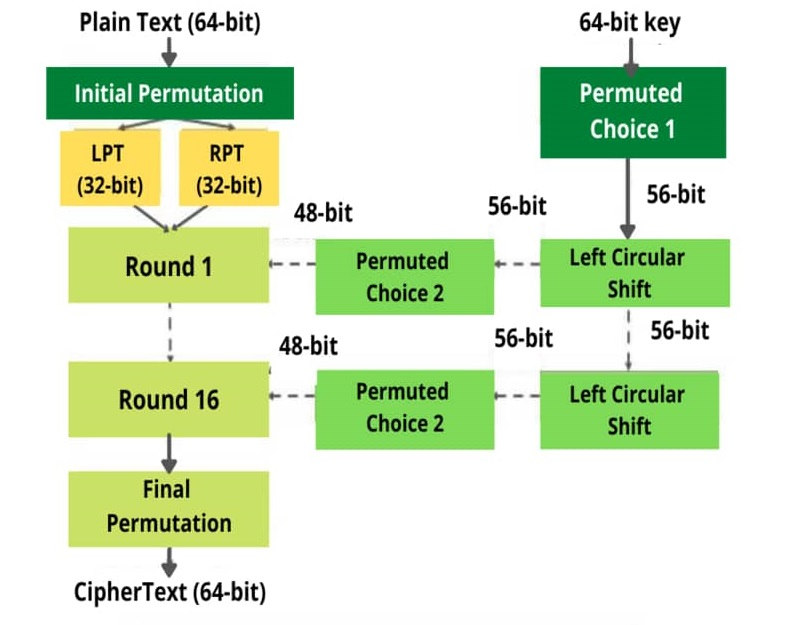 Plain Text (64-bit)
64-bit key
Initial Permutation
Permuted
Choice 1
LPT
(32-bit)
RPT
(32-bit)
56-bit
48-bit
56-bit
Round 1
Permuted
Choice 2
Left Circular
Shift
48-bit
56-bit
56-bit
Round 16
Permuted
Choice 2
Left Circular
Shift
Final
Permutation
CipherText (64-bit)